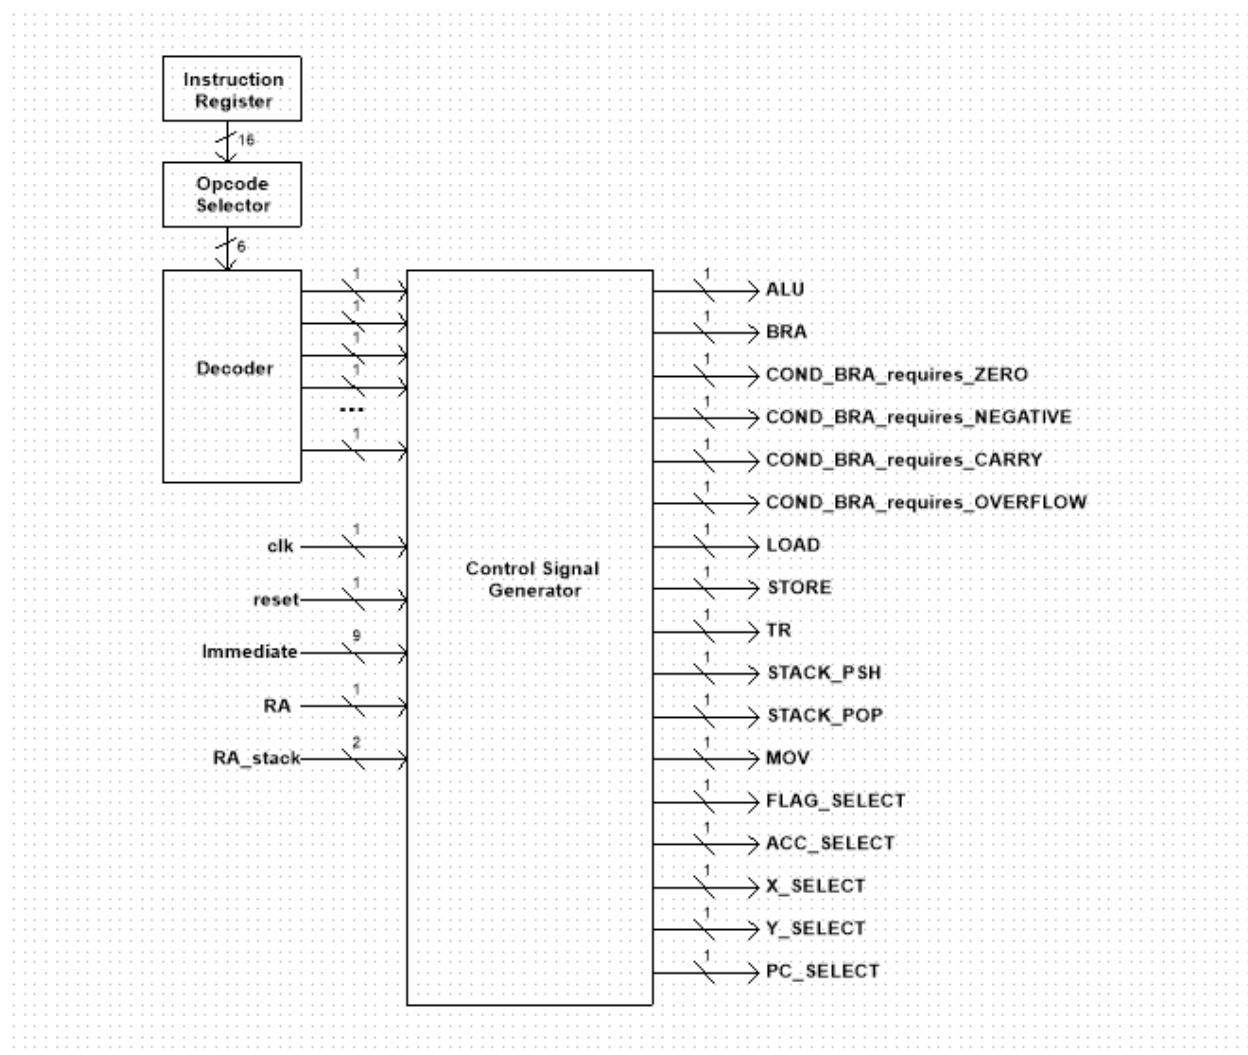 Instruction
Register
16
Opcode
Selector
6
Decoder
1
1
1
1
...
1
clk
1
reset
1
Immediate
9
RA
1
RA_stack
2
Control Signal
Generator
1
ALU
1
BRA
1
COND_BRA_requires_ZERO
1
COND_BRA_requires_NEGATIVE
1
COND_BRA_requires_CARRY
1
COND_BRA_requires_OVERFLOW
1
LOAD
1
STORE
1
TR
1
STACK_PSH
1
STACK_POP
1
MOV
1
FLAG_SELECT
1
ACC_SELECT
1
X_SELECT
1
Y_SELECT
1
PC_SELECT